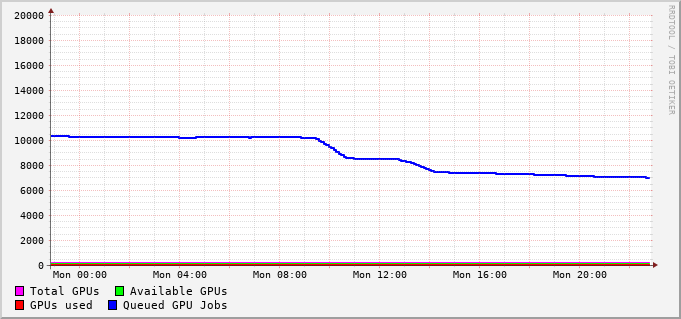 20000
18000
16000
14000
12000
10000
8000
6000
4000
2000
0
Mon 00:00 Mon 04:00 Mon 08:00 Mon 12:00 Mon 16:00 Mon 20:00
Total GPUs Available GPUs
GPUs used Queued GPU Jobs
RRDTOOL / TOBI OETIKER